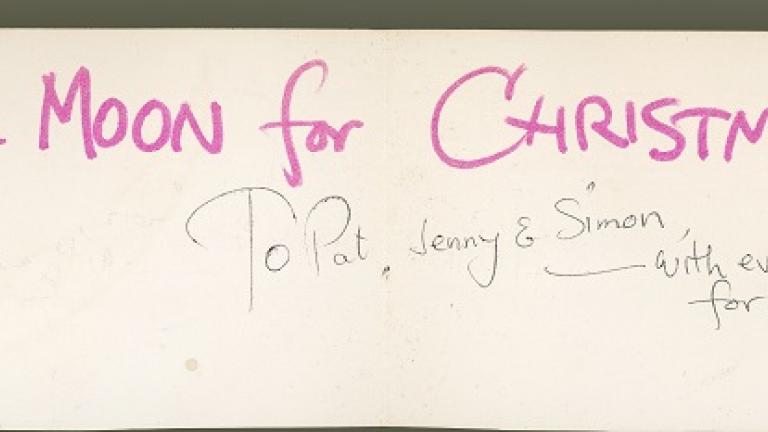 MOON for CHRISTM
To Pat, Jenny & Simon,
— with ev
for